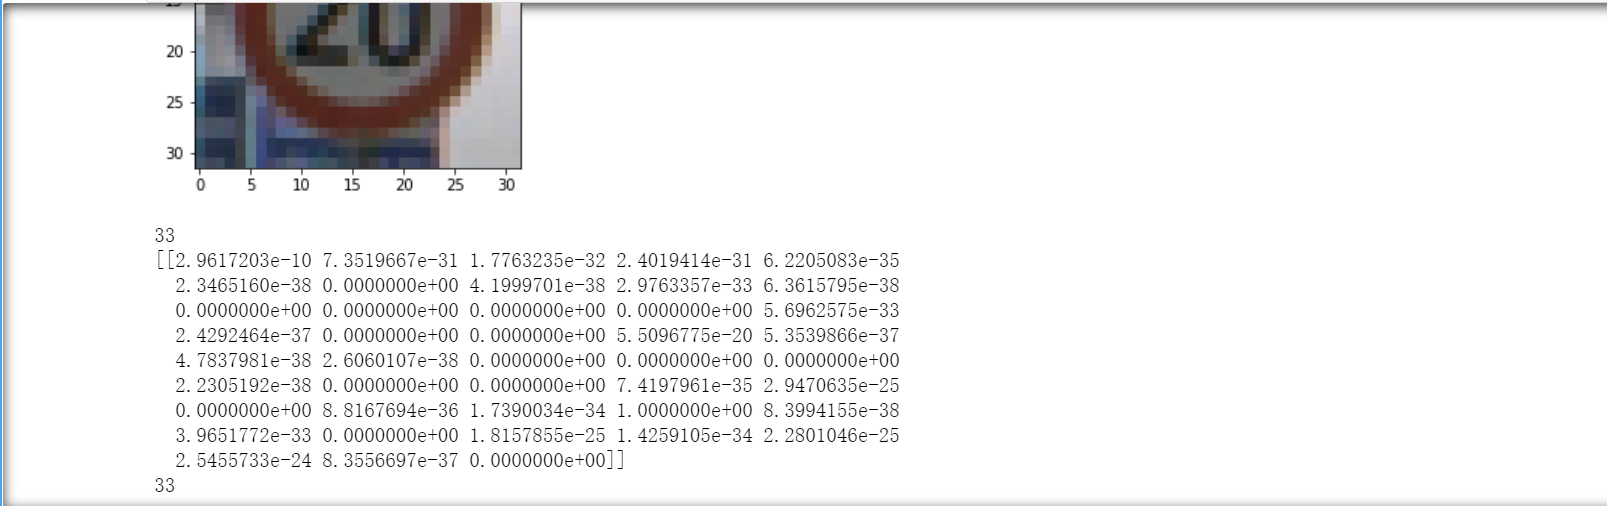 20
20
25
30
0 5 10 15 20 25 30
33
[[2.9617203e-10 7.3519667e-31 1.7763235e-32 2.4019414e-31 6.2205083e-35
2.3465160e-38 0.0000000e+00 4.1999701e-38 2.9763357e-33 6.3615795e-38
0.0000000e+00 0.0000000e+00 0.0000000e+00 0.0000000e+00 5.6962575e-33
2.4292464e-37 0.0000000e+00 0.0000000e+00 5.5096775e-20 5.3539866e-37
4.7837981e-38 2.6060107e-38 0.0000000e+00 0.0000000e+00 0.0000000e+00
2.2305192e-38 0.0000000e+00 0.0000000e+00 7.4197961e-35 2.9470635e-25
0.0000000e+00 8.8167694e-36 1.7390034e-34 1.0000000e+00 8.3994155e-38
3.9651772e-33 0.0000000e+00 1.8157855e-25 1.4259105e-34 2.2801046e-25
2.5455733e-24 8.3556697e-37 0.0000000e+00]]
33